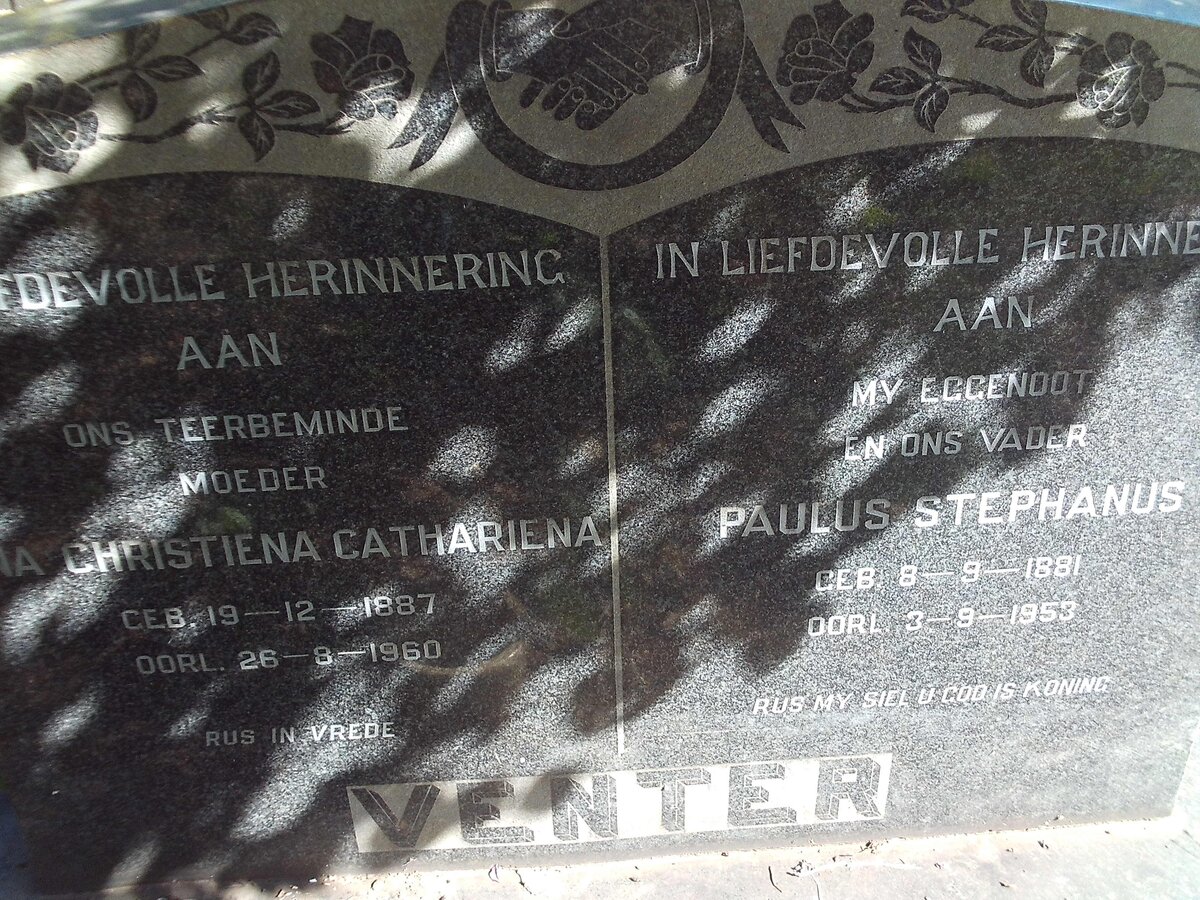 FDEVOLLE HERINNERING
AAN
ONS TEERBEMINDE
MOEDER
CHRISTIENA CATHARIENA
GEB. 19-12-1887
OORL. 26-8-1960
RUS IN VREDE
IN LIEFDEVOLLE HERINNE
AAN
MY EGGENOOT
EN ONS VADER
PAULUS STEPHANUS
GEB. 8-9-1881
OORL. 3-9-1953
RUS MY SIEL U GOD IS KONING
VENTER